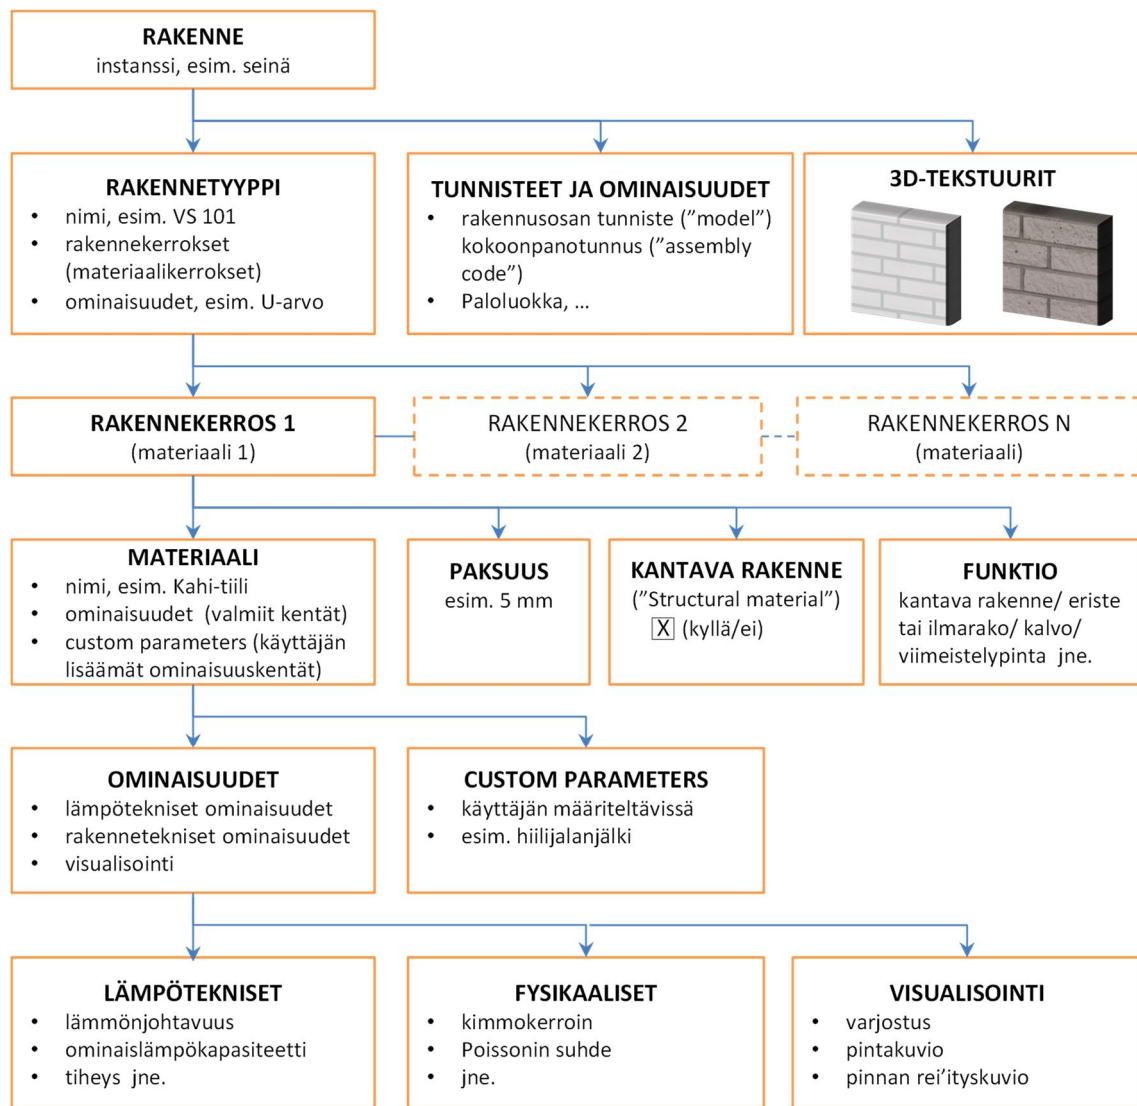 RAKENNE
instanssi, esim. seinä
RAKENNETYYPPI
• nimi, esim. VS 101
• rakennekerrokset
(materiaalikerrokset)
• ominaisuudet, esim. U-arvo
TUNNISTEET JA OMINAISUUDET
• rakennusosan tunniste (”model”)
kokoonpanotunnus (”assembly
code”)
• Paloluokka, ...
3D-TEKSTUURIT
RAKENNEKERROS 1
(materiaali 1)
RAKENNEKERROS 2
(materiaali 2)
RAKENNEKERROS N
(materiaali)
MATERIAALI
• nimi, esim. Kahi-tiili
• ominaisuudet (valmiit kentät)
• custom parameters (käyttäjän
lisäämät ominaisuuskentät)
PAKSUUS
esim. 5 mm
KANTAVA RAKENNE
(”Structural material”)
X (kyllä/ei)
FUNKTIO
kantava rakenne/ eriste
tai ilmarako/ kalvo/
viimeistelypinta jne.
OMINAISUUDET
• lämpötekniset ominaisuudet
• rakennetekniset ominaisuudet
• visualisointi
CUSTOM PARAMETERS
• käyttäjän määriteltävissä
• esim. hiilijalanjälki
LÄMPÖTEKNISET
• lämmönjohtavuus
• ominaislämpökapasiteetti
• tiheys jne.
FYSIKAALISET
• kimmokerroin
• Poissonin suhde
• jne.
VISUALISOINTI
• varjostus
• pintakuvio
• pinnan rei’ityskuvio